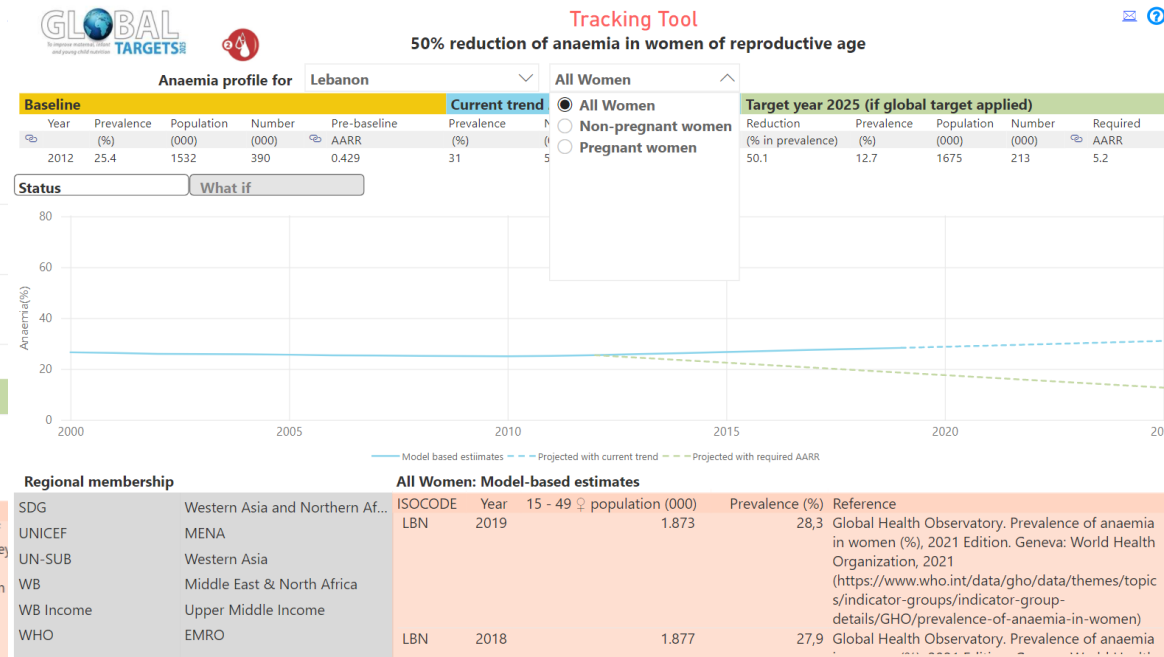 GLOBAL
To improve maternal, infant
and young child nutrition
TARGETS 2025
2
Tracking Tool
50% reduction of anaemia in women of reproductive age
Anaemia profile for
Lebanon
All Women
All Women
Non-pregnant women
Pregnant women
Baseline
Current trend
Target year 2025 (if global target applied)
Year Prevalence Population Number Pre-baseline Prevalence N Reduction Prevalence Population Number Required
(%) (000) (000) AARR (%) (% in prevalence) (%) (000) (000) AARR
2012 25.4 1532 390 0.429 31 5 50.1 12.7 1675 213 5.2
Status
What if
80
60
40
20
0
Anaemia(%)
2000 2005 2010 2015 2020 20
Model based estiimates Projected with current trend Projected with required AARR
Regional membership
SDG Western Asia and Northern Af...
UNICEF MENA
UN-SUB Western Asia
WB Middle East & North Africa
WB Income Upper Middle Income
WHO EMRO
All Women: Model-based estimates
ISOCODE Year 15 - 49 ♀ population (000) Prevalence (%) Reference
LBN 2019 1.873 28,3 Global Health Observatory. Prevalence of anaemia
in women (%), 2021 Edition. Geneva: World Health
Organization, 2021
(https://www.who.int/data/gho/data/themes/topic
s/indicator-groups/indicator-group-
details/GHO/prevalence-of-anaemia-in-women)
LBN 2018 1.877 27,9 Global Health Observatory. Prevalence of anaemia